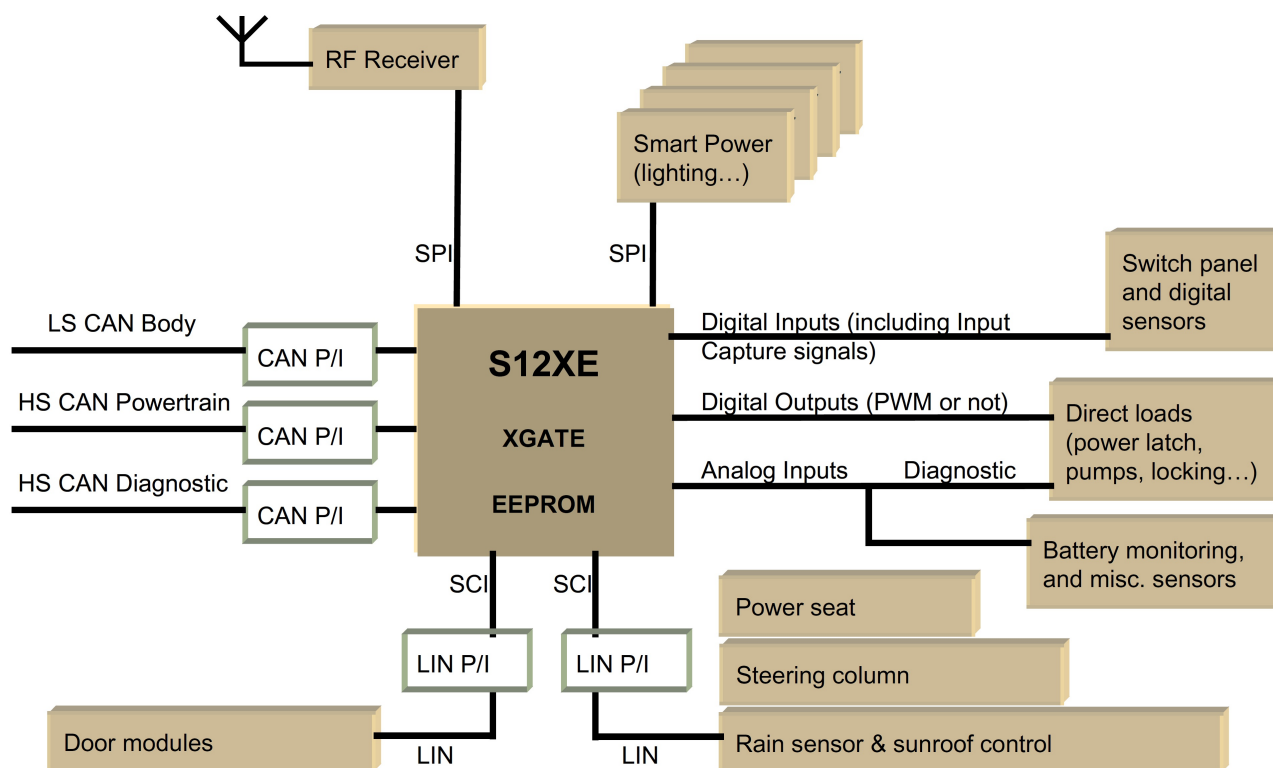 RF Receiver
Smart Power
(lighting…)
SPI
SPI
Switch panel
and digital
sensors
LS CAN Body
CAN P/I
HS CAN Powertrain
CAN P/I
HS CAN Diagnostic
CAN P/I
S12XE
XGATE
EEPROM
Digital Inputs (including Input
Capture signals)
Digital Outputs (PWM or not)
Analog Inputs
Diagnostic
Direct loads
(power latch,
pumps, locking…)
Battery monitoring,
and misc. sensors
SCI
SCI
LIN P/I
LIN P/I
Power seat
Steering column
Door modules
LIN
LIN
Rain sensor & sunroof control